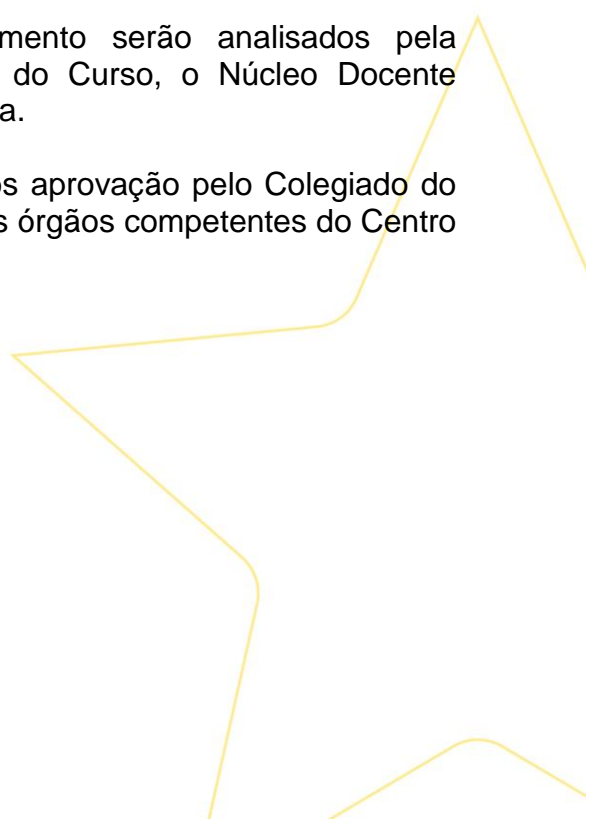 mento serão analisados pela
do Curso, o Núcleo Docente
a.
os aprovação pelo Colegiado do
s órgãos competentes do Centro